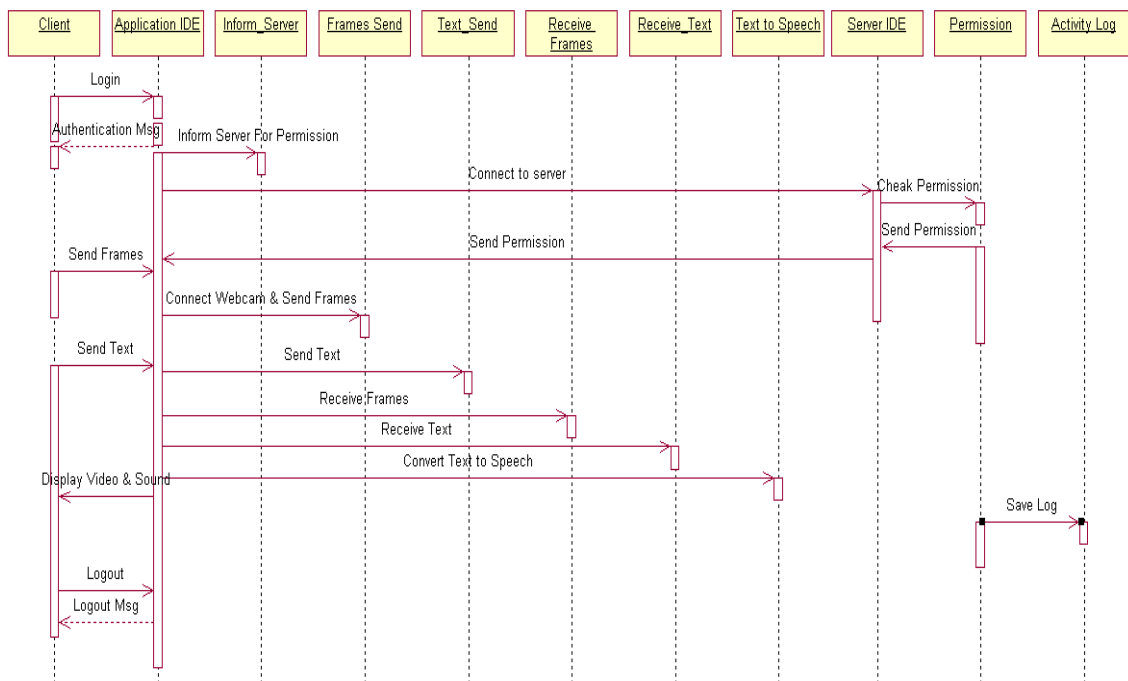 Client
Application IDE
Inform_Server
Frames Send
Text_Send
Receive_
Frames
Receive_Text
Text to Speech
Server IDE
Permission
Activity Log
Login
Authentication Msg
Inform Server For Permission
Connect to server
Cheak Permission
Send Permission
Send Permission
Send Frames
Connect Webcam & Send Frames
Send Text
Send Text
Receive Frames
Receive Text
Convert Text to Speech
Display Video & Sound
Save Log
Logout
Logout Msg